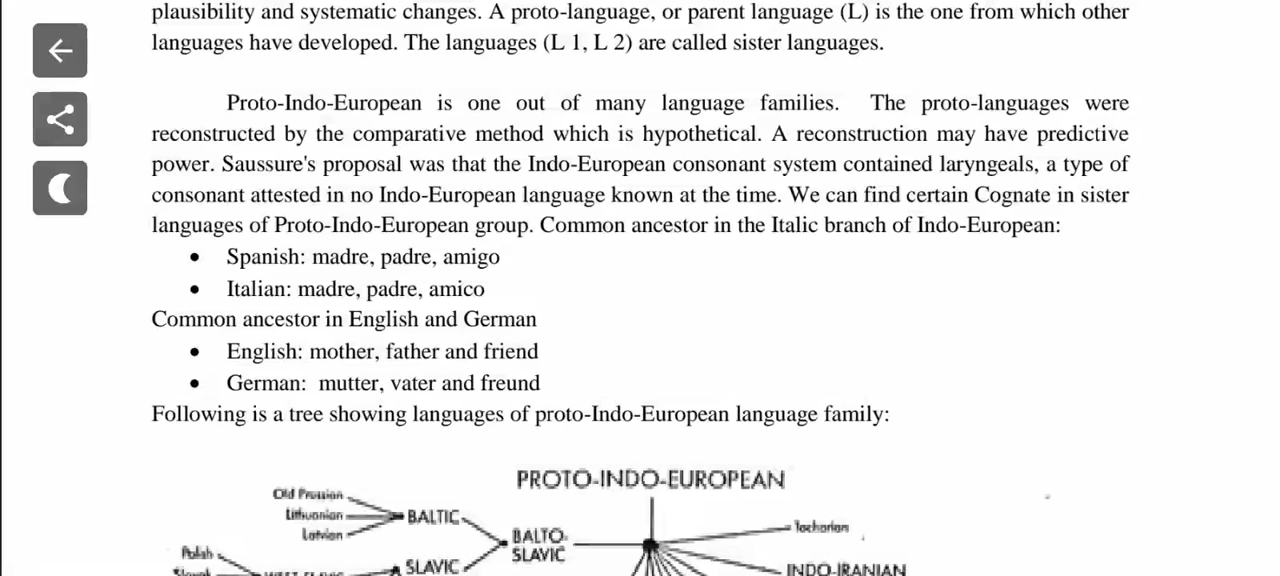 plausibility and systematic changes. A proto-language, or parent language (L) is the one from which other
languages have developed. The languages (L 1, L 2) are called sister languages.
Proto-Indo-European is one out of many language families. The proto-languages were
reconstructed by the comparative method which is hypothetical. A reconstruction may have predictive
power. Saussure's proposal was that the Indo-European consonant system contained laryngeals, a type of
consonant attested in no Indo-European language known at the time. We can find certain Cognate in sister
languages of Proto-Indo-European group. Common ancestor in the Italic branch of Indo-European:
• Spanish: madre, padre, amigo
• Italian: madre, padre, amico
Common ancestor in English and German
• English: mother, father and friend
• German: mutter, vater and freund
Following is a tree showing languages of proto-Indo-European language family:
PROTO-INDO-EUROPEAN
Old Prussian
Lithuanian
Latvian
BALTIC
BALTO-
SLAVIC
Tocharian
Polish
Slovak
SLAVIC
INDO-IRANIAN